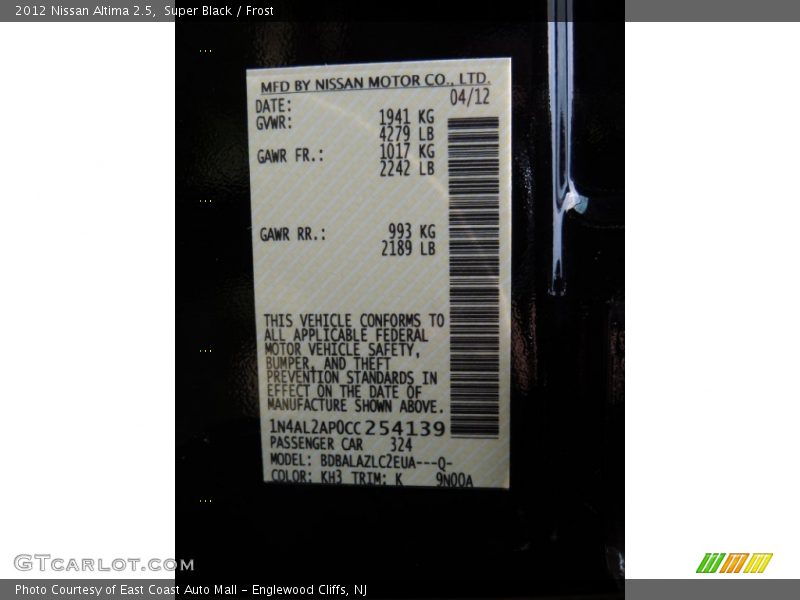 2012 Nissan Altima 2.5,  Super Black / Frost
MFD BY NISSAN MOTOR CO., LTD.
DATE: 04/12
GVWR: 1941 KG
4279 LB
GAWR FR.: 1017 KG
2242 LB
GAWR RR.: 993 KG
2189 LB
THIS VEHICLE CONFORMS TO
ALL APPLICABLE FEDERAL
MOTOR VEHICLE SAFETY,
BUMPER, AND THEFT
PREVENTION STANDARDS IN
EFFECT ON THE DATE OF
MANUFACTURE SHOWN ABOVE.
1N4AL2AP0CC254139
PASSENGER CAR 324
MODEL: BDBALAZLC2EUA---Q-
COLOR: KH3 TRIM: K 9N00A
GTCARLOT.COM
Photo Courtesy of East Coast Auto Mall – Englewood Cliffs, NJ